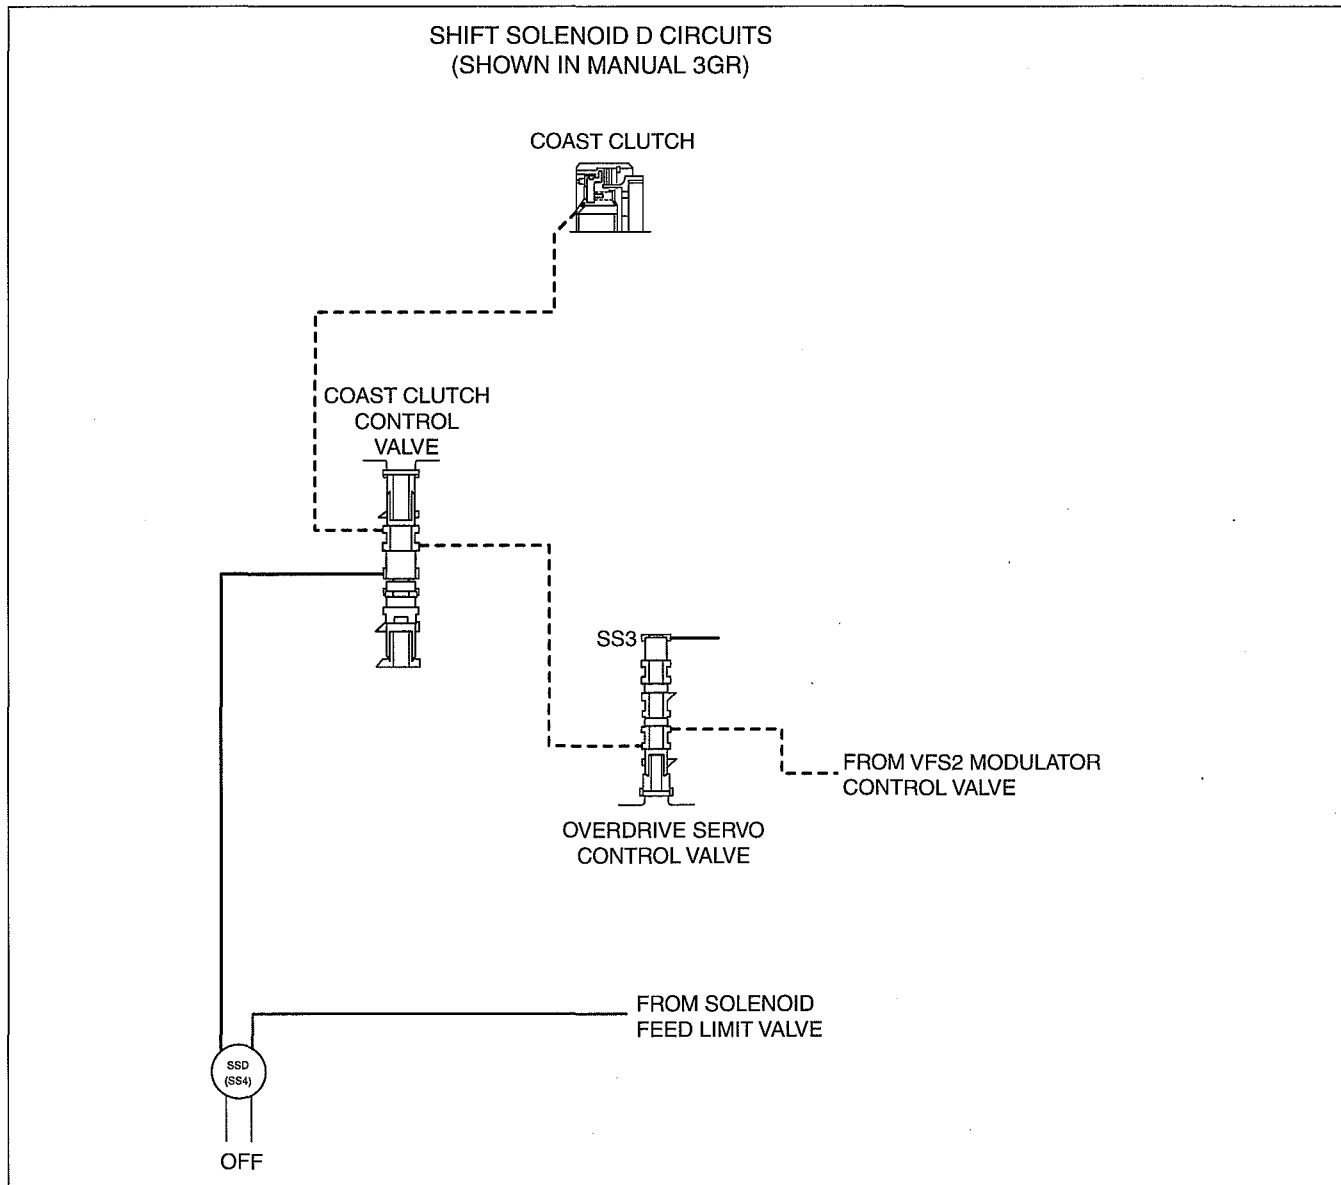 SHIFT SOLENOID D CIRCUITS
(SHOWN IN MANUAL 3GR)
COAST CLUTCH
COAST CLUTCH
CONTROL
VALVE
SS3
FROM VFS2 MODULATOR
CONTROL VALVE
OVERDRIVE SERVO
CONTROL VALVE
FROM SOLENOID
FEED LIMIT VALVE
SSD
(SS4)
OFF